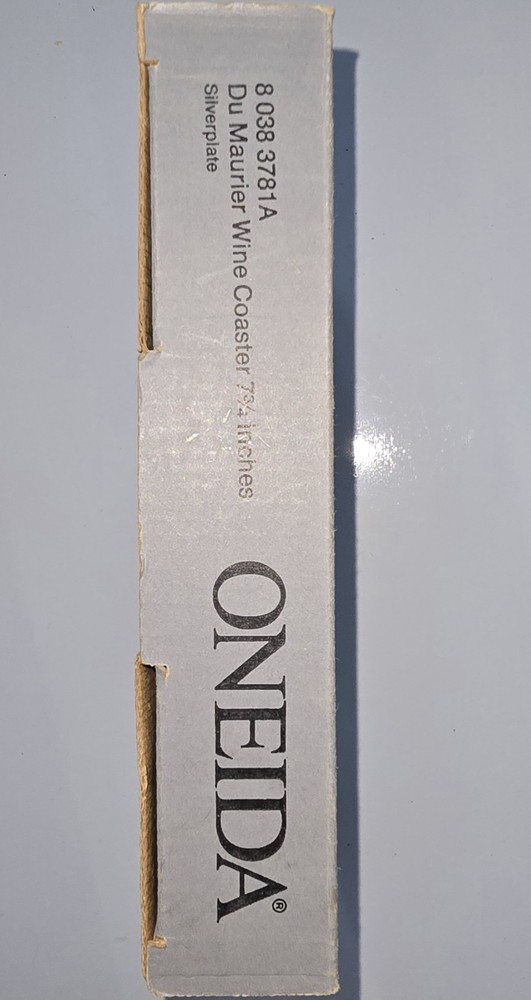 8 038 3781A
Du Maurier Wine Coaster 7¾ inches
Silverplate
ONEIDA®